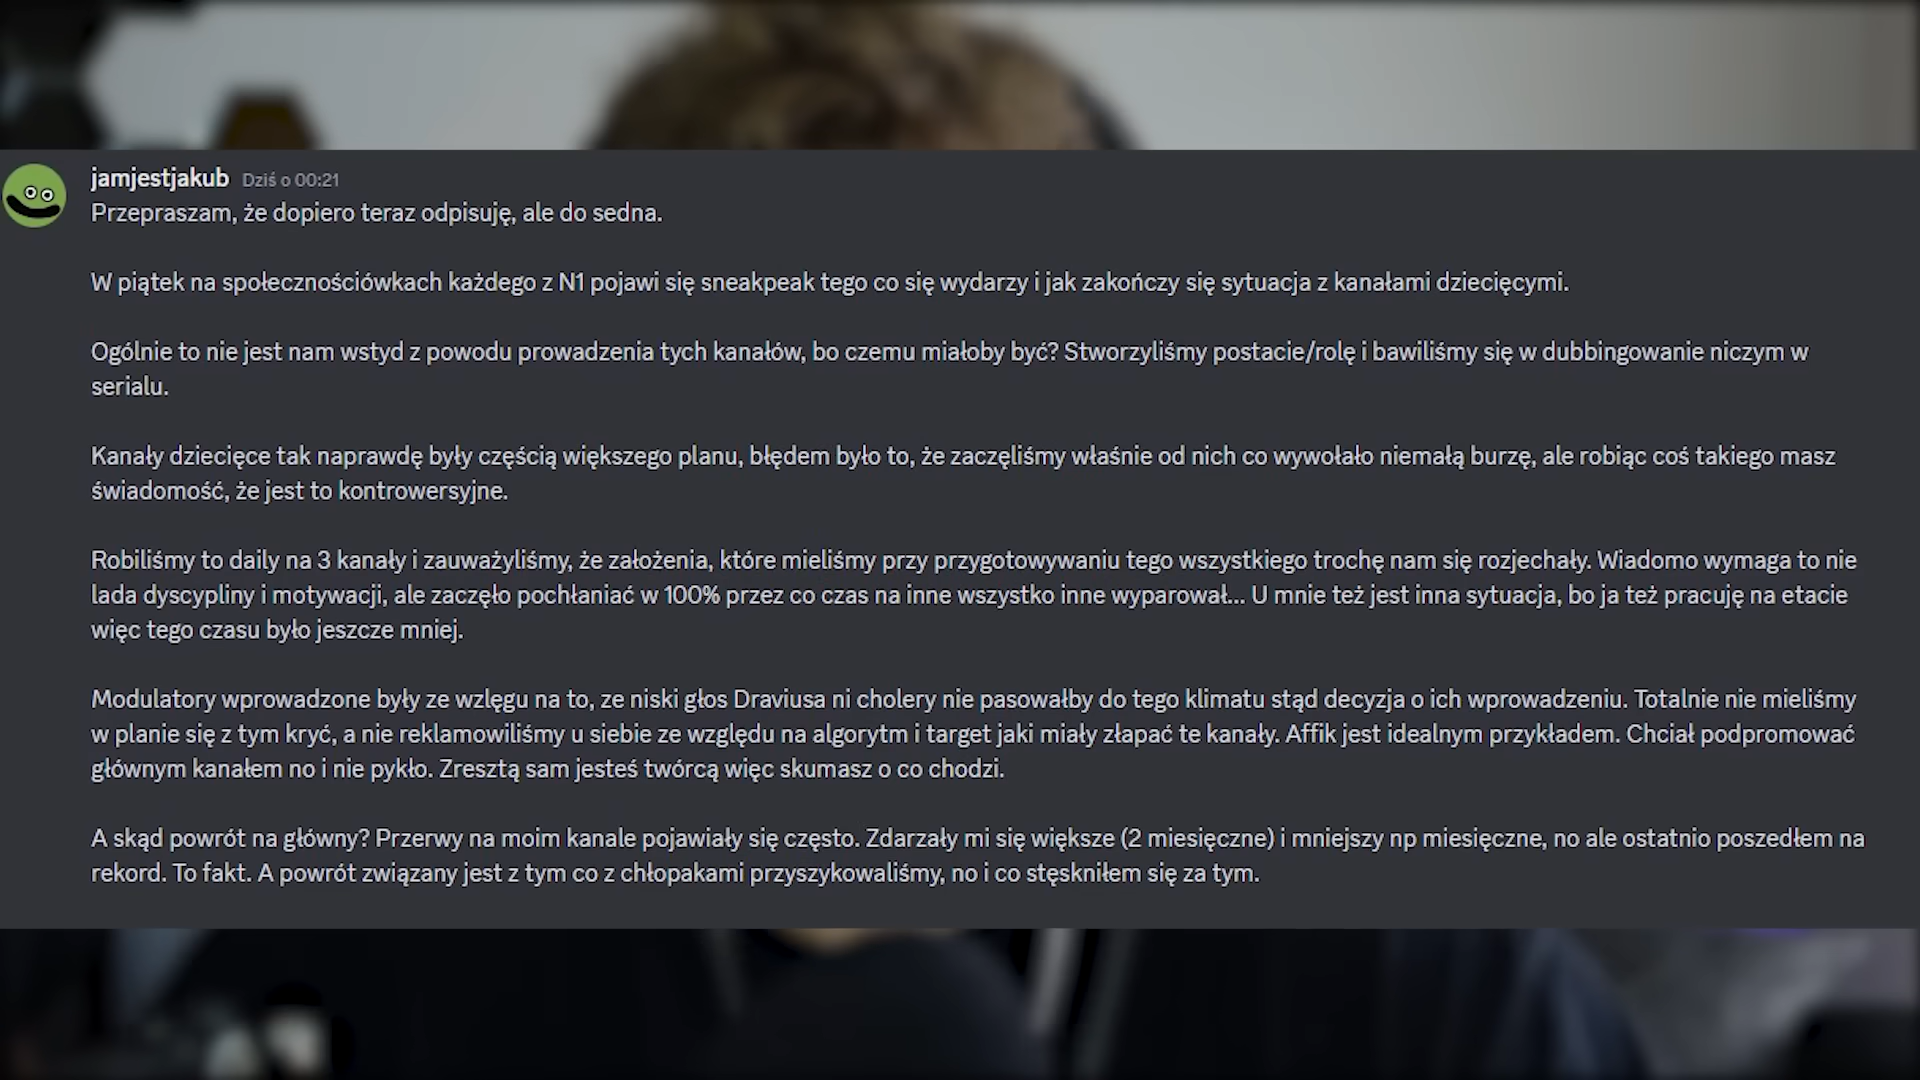 jamjestjakub Dziś o 00:21
Przepraszam, że dopiero teraz odpisuję, ale do sedna.
W piątek na społecznościówkach każdego z N1 pojawi się sneakpeak tego co się wydarzy i jak zakończy się sytuacja z kanałami dziecięcymi.
Ogólnie to nie jest nam wstyd z powodu prowadzenia tych kanałów, bo czemu miałoby być? Stworzyliśmy postacie/rolę i bawiliśmy się w dubbingowanie niczym w
serialu.
Kanały dziecięce tak naprawdę były częścią większego planu, błędem było to, że zaczęliśmy właśnie od nich co wywołało niemałą burzę, ale robiąc coś takiego masz
świadomość, że jest to kontrowersyjne.
Robiliśmy to daily na 3 kanały i zauważyliśmy, że założenia, które mieliśmy przy przygotowywaniu tego wszystkiego trochę nam się rozjechały. Wiadomo wymaga to nie
lada dyscypliny i motywacji, ale zaczęło pochłaniać w 100% przez co czas na inne wszystko inne wyparował... U mnie też jest inna sytuacja, bo ja też pracuję na etacie
więc tego czasu było jeszcze mniej.
Modulatory wprowadzone były ze wzlęgu na to, ze niski głos Draviusa ni cholery nie pasowałby do tego klimatu stąd decyzja o ich wprowadzeniu. Totalnie nie mieliśmy
w planie się z tym kryć, a nie reklamowiliśmy u siebie ze względu na algorytm i target jaki miały złapać te kanały. Affik jest idealnym przykładem. Chciał podpromować
głównym kanałem no i nie pykło. Zresztą sam jesteś twórcą więc skumasz o co chodzi.
A skąd powrót na główny? Przerwy na moim kanale pojawiały się często. Zdarzały mi się większe (2 miesięczne) i mniejszy np miesięczne, no ale ostatnio poszedłem na
rekord. To fakt. A powrót związany jest z tym co z chłopakami przyszykowaliśmy, no i co stęskniłem się za tym.